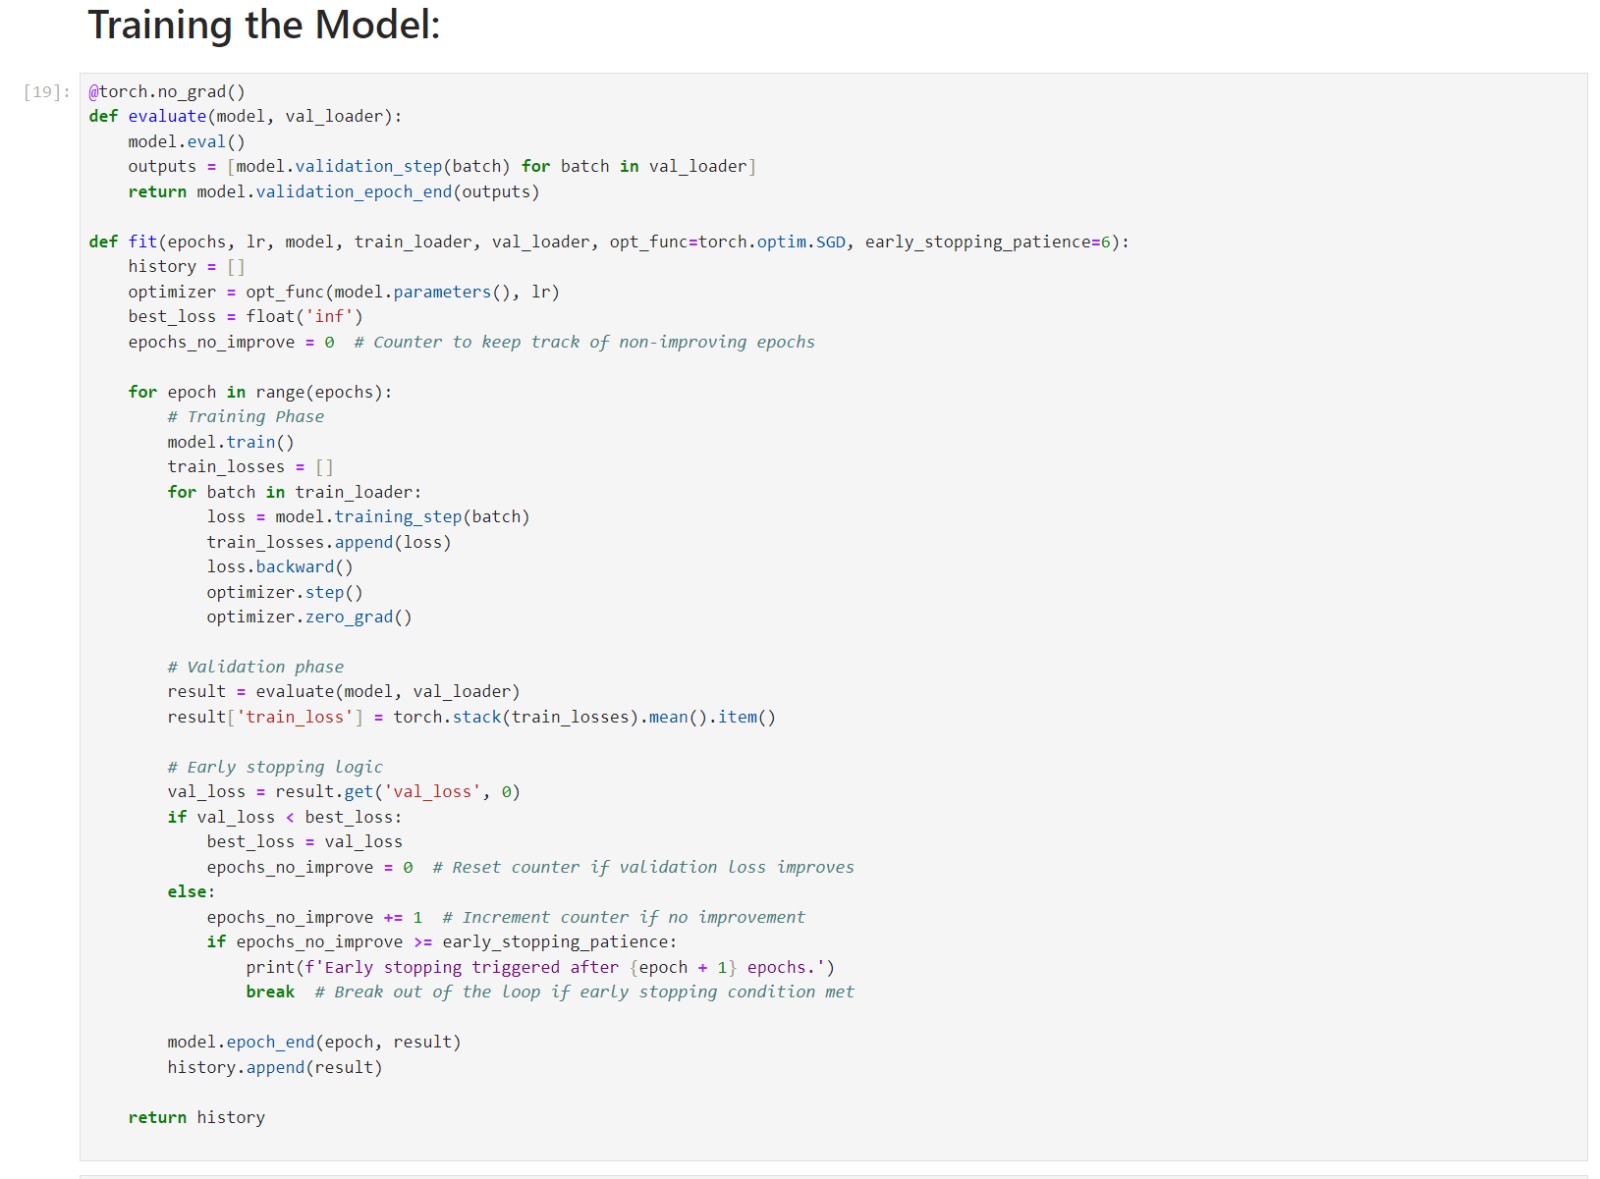 Training the Model:
[19]:
@torch.no_grad()
def evaluate(model, val_loader):
    model.eval()
    outputs = [model.validation_step(batch) for batch in val_loader]
    return model.validation_epoch_end(outputs)

def fit(epochs, lr, model, train_loader, val_loader, opt_func=torch.optim.SGD, early_stopping_patience=6):
    history = []
    optimizer = opt_func(model.parameters(), lr)
    best_loss = float('inf')
    epochs_no_improve = 0  # Counter to keep track of non-improving epochs

    for epoch in range(epochs):
        # Training Phase
        model.train()
        train_losses = []
        for batch in train_loader:
            loss = model.training_step(batch)
            train_losses.append(loss)
            loss.backward()
            optimizer.step()
            optimizer.zero_grad()

        # Validation phase
        result = evaluate(model, val_loader)
        result['train_loss'] = torch.stack(train_losses).mean().item()

        # Early stopping logic
        val_loss = result.get('val_loss', 0)
        if val_loss < best_loss:
            best_loss = val_loss
            epochs_no_improve = 0  # Reset counter if validation loss improves
        else:
            epochs_no_improve += 1  # Increment counter if no improvement
            if epochs_no_improve >= early_stopping_patience:
                print(f'Early stopping triggered after {epoch + 1} epochs.')
                break  # Break out of the loop if early stopping condition met

        model.epoch_end(epoch, result)
        history.append(result)

    return history